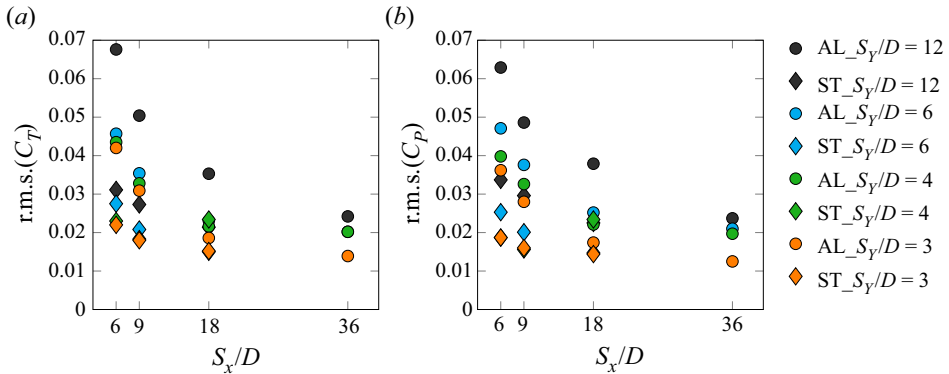 (a)
(b)
0.07
0.06
0.05
0.04
0.03
0.02
0.01
0
r.m.s.(C_T)
6 9 18 36
S_x/D
0.07
0.06
0.05
0.04
0.03
0.02
0.01
0
r.m.s.(C_P)
6 9 18 36
S_x/D
AL_S_Y/D = 12
ST_S_Y/D = 12
AL_S_Y/D = 6
ST_S_Y/D = 6
AL_S_Y/D = 4
ST_S_Y/D = 4
AL_S_Y/D = 3
ST_S_Y/D = 3